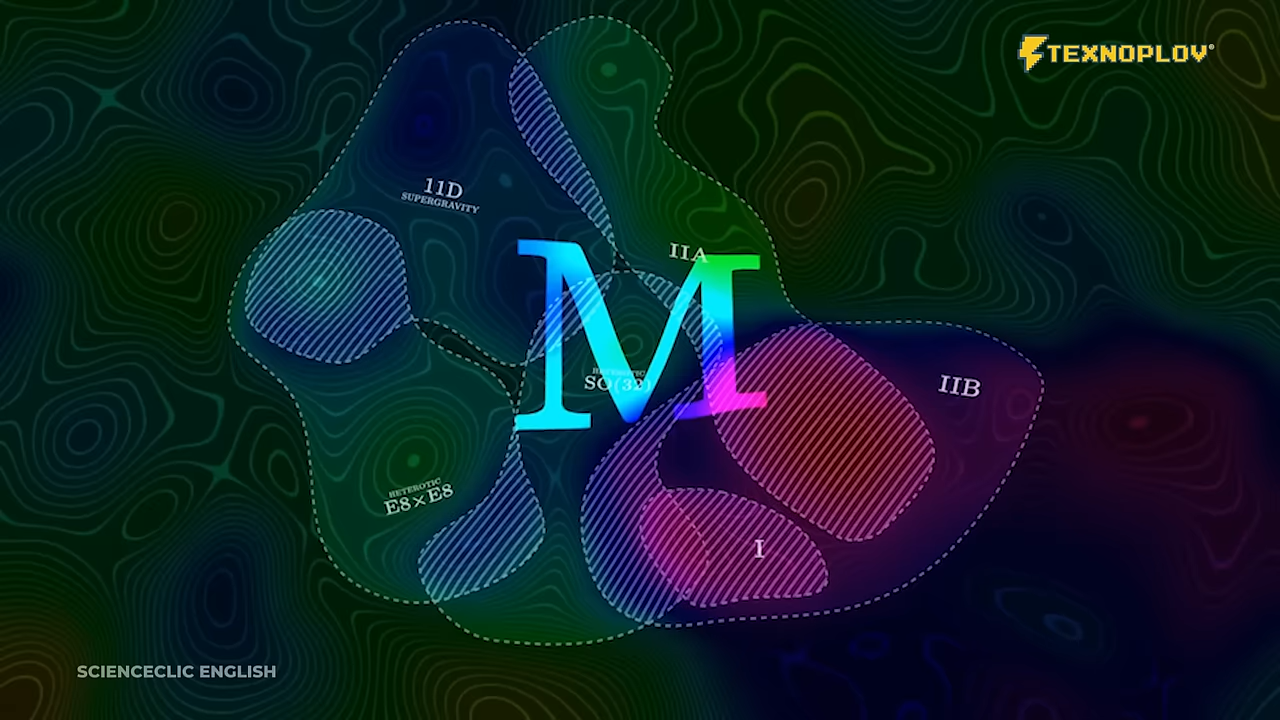 TEXNOPLOV
11D
SUPERGRAVITY
IIA
M
HETEROTIC
SO(32)
IIB
HETEROTIC
E8×E8
I
SCIENCECLIC ENGLISH